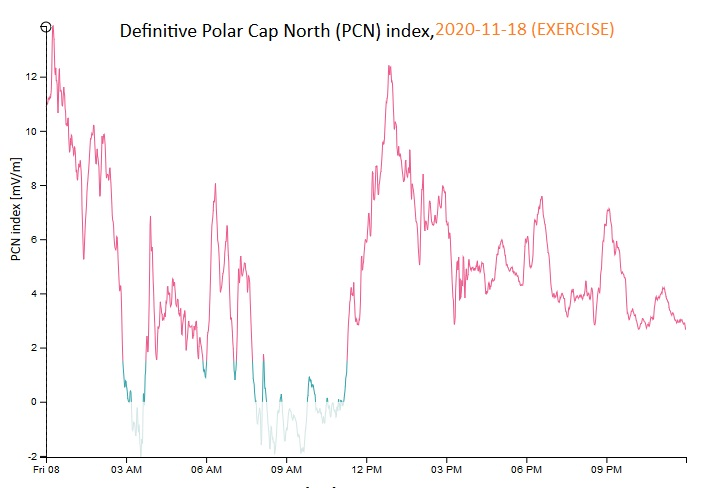 Definitive Polar Cap North (PCN) index,2020-11-18 (EXERCISE)
PCN index [mV/m]
12
10
8
6
4
2
0
-2
Fri 08
03 AM
06 AM
09 AM
12 PM
03 PM
06 PM
09 PM